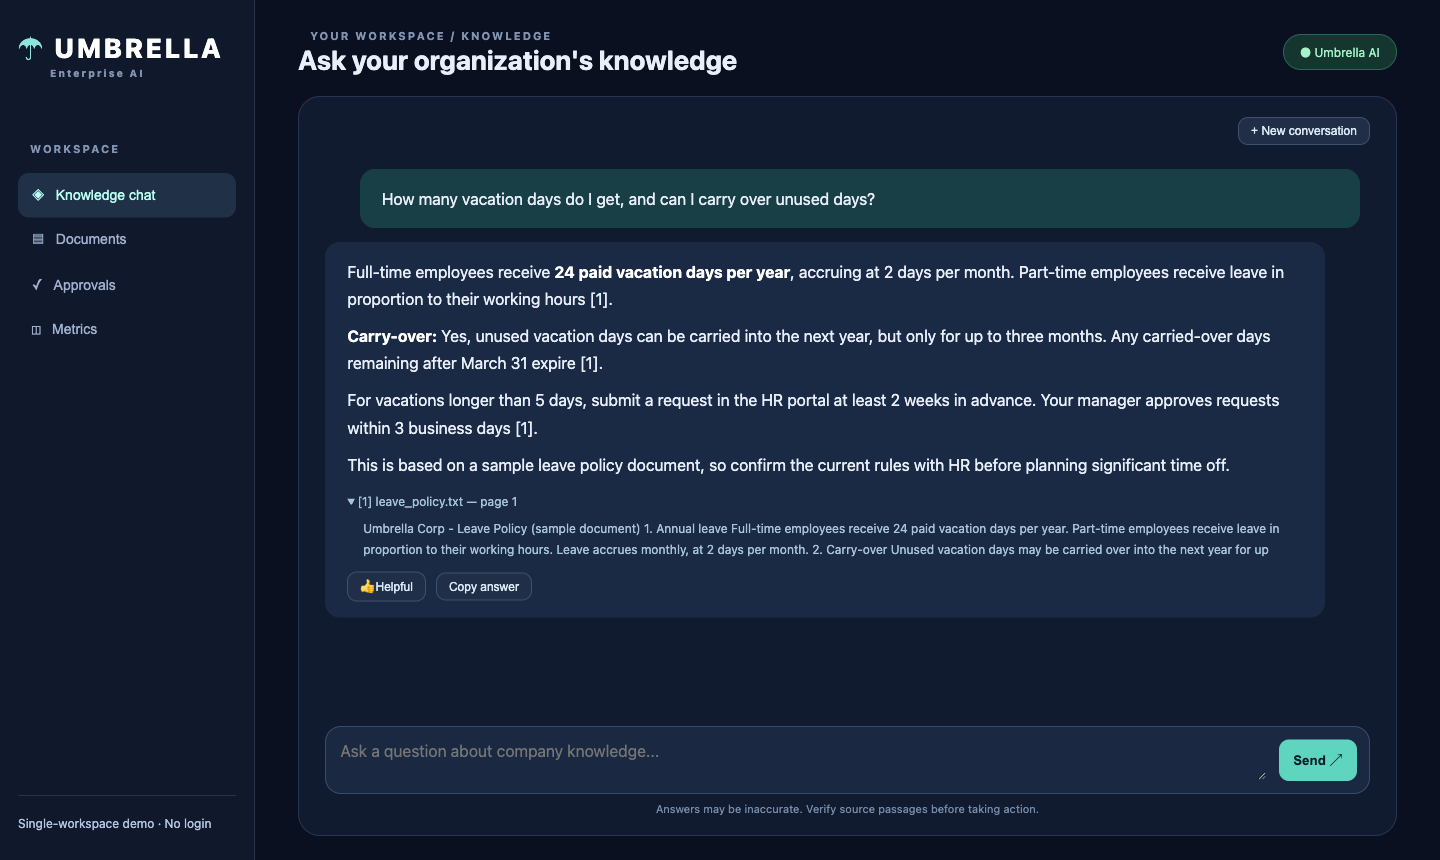 UMBRELLA
Enterprise AI
WORKSPACE
Knowledge chat
Documents
Approvals
Metrics
Single-workspace demo · No login
YOUR WORKSPACE / KNOWLEDGE
Ask your organization's knowledge
Umbrella AI
+ New conversation
How many vacation days do I get, and can I carry over unused days?
Full-time employees receive 24 paid vacation days per year, accruing at 2 days per month. Part-time employees receive leave in
proportion to their working hours [1].
Carry-over: Yes, unused vacation days can be carried into the next year, but only for up to three months. Any carried-over days
remaining after March 31 expire [1].
For vacations longer than 5 days, submit a request in the HR portal at least 2 weeks in advance. Your manager approves requests
within 3 business days [1].
This is based on a sample leave policy document, so confirm the current rules with HR before planning significant time off.
[1] leave_policy.txt — page 1
Umbrella Corp - Leave Policy (sample document) 1. Annual leave Full-time employees receive 24 paid vacation days per year. Part-time employees receive leave in
proportion to their working hours. Leave accrues monthly, at 2 days per month. 2. Carry-over Unused vacation days may be carried over into the next year for up
👍Helpful
Copy answer
Ask a question about company knowledge...
Send ↗
Answers may be inaccurate. Verify source passages before taking action.